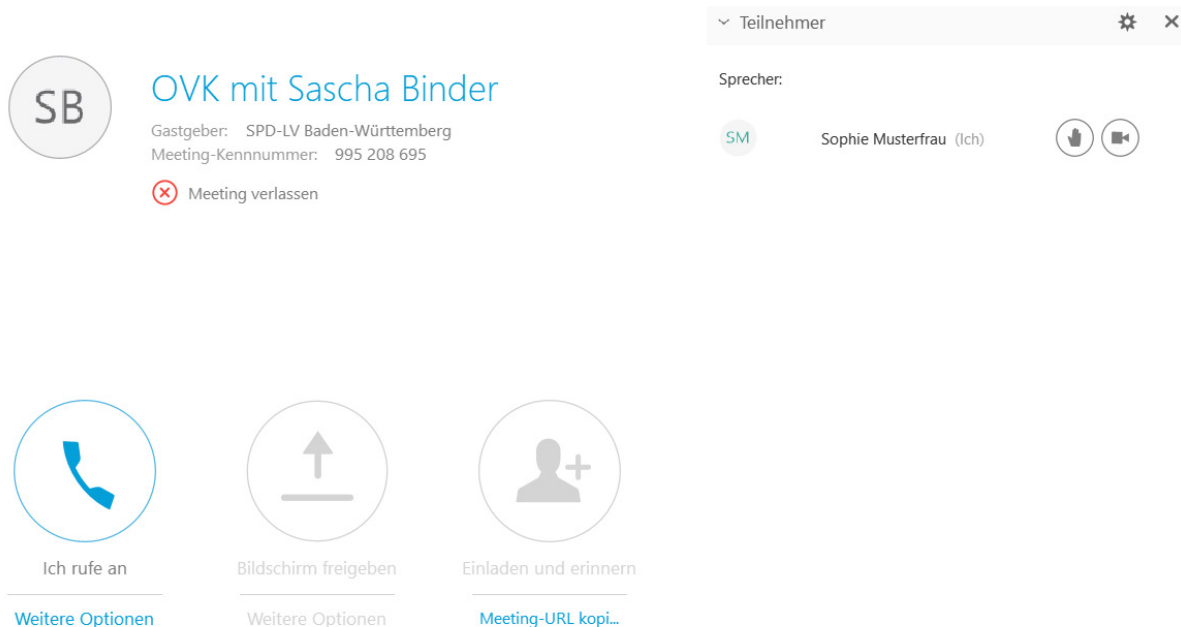 SB
OVK mit Sascha Binder
Gastgeber: SPD-LV Baden-Württemberg
Meeting-Kennnummer: 995 208 695
Meeting verlassen
Ich rufe an
Weitere Optionen
Bildschirm freigeben
Weitere Optionen
Einladen und erinnern
Meeting-URL kopi...
Teilnehmer
Sprecher:
SM
Sophie Musterfrau (Ich)